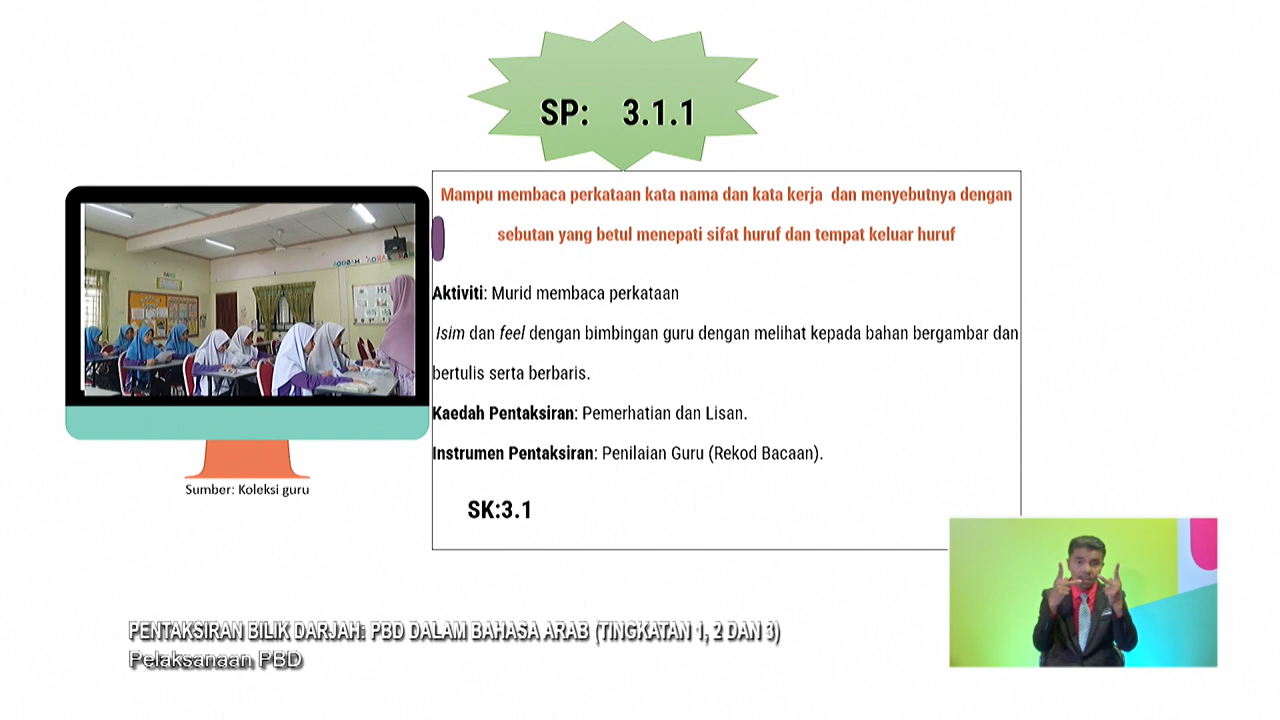 SP: 3.1.1
Mampu membaca perkataan kata nama dan kata kerja dan menyebutnya dengan
sebutan yang betul menepati sifat huruf dan tempat keluar huruf
Aktiviti: Murid membaca perkataan
Isim dan feel dengan bimbingan guru dengan melihat kepada bahan bergambar dan
bertulis serta berbaris.
Kaedah Pentaksiran: Pemerhatian dan Lisan.
Instrumen Pentaksiran: Penilaian Guru (Rekod Bacaan).
SK:3.1
Sumber: Koleksi guru
PENTAKSIRAN BILIK DARJAH: PBD DALAM BAHASA ARAB (TINGKATAN 1, 2 DAN 3)
Pelaksanaan PBD